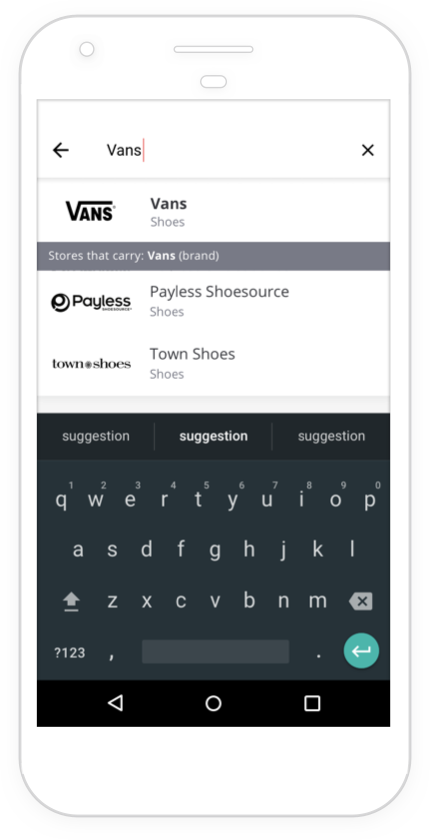 Vans
VANS
Vans
Shoes
Stores that carry: Vans (brand)
Payless
SHOESOURCE
Payless Shoesource
Shoes
town shoes
Town Shoes
Shoes
suggestion suggestion suggestion
1 2 3 4 5 6 7 8 9 0
q w e r t y u i o p
a s d f g h j k l
z x c v b n m
?123 , .